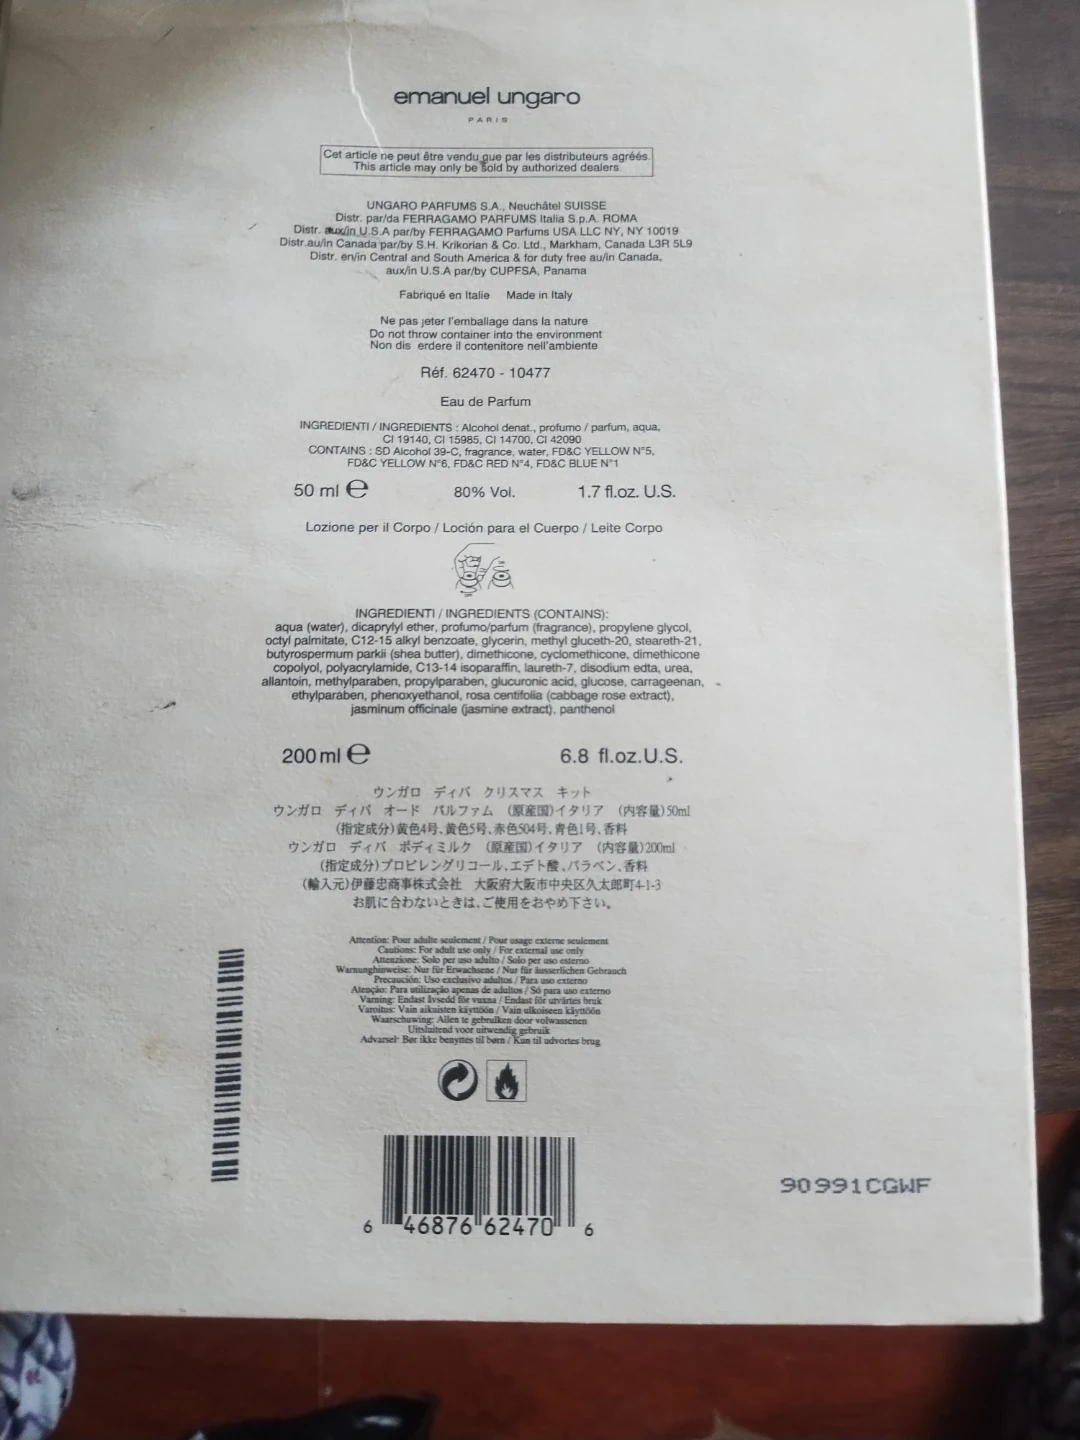 emanuel ungaro
PARIS
Cet article ne peut être vendu que par les distributeurs agréés.
This article may only be sold by authorized dealers.
UNGARO PARFUMS S.A., Neuchâtel SUISSE
Distr. par/da FERRAGAMO PARFUMS Italia S.p.A. ROMA
Distr. aux/in U.S.A par/by FERRAGAMO Parfums USA LLC NY, NY 10019
Distr.au/in Canada par/by S.H. Krikorian & Co. Ltd., Markham, Canada L3R 5L9
Distr. en/in Central and South America & for duty free au/in Canada,
aux/in U.S.A par/by CUPFSA, Panama
Fabriqué en Italie Made in Italy
Ne pas jeter l'emballage dans la nature
Do not throw container into the environment
Non dis erdere il contenitore nell'ambiente
Réf. 62470 - 10477
Eau de Parfum
INGREDIENTI / INGREDIENTS : Alcohol denat., profumo / parfum, aqua,
CI 19140, CI 15985, CI 14700, CI 42090
CONTAINS : SD Alcohol 39-C, fragrance, water, FD&C YELLOW N°5,
FD&C YELLOW N°6, FD&C RED N°4, FD&C BLUE N°1
50 ml ℮ 80% Vol. 1.7 fl.oz. U.S.
Lozione per il Corpo / Loción para el Cuerpo / Leite Corpo
INGREDIENTI / INGREDIENTS (CONTAINS):
aqua (water), dicaprylyl ether, profumo/parfum (fragrance), propylene glycol,
octyl palmitate, C12-15 alkyl benzoate, glycerin, methyl gluceth-20, steareth-21,
butyrospermum parkii (shea butter), dimethicone, cyclomethicone, dimethicone
copolyol, polyacrylamide, C13-14 isoparaffin, laureth-7, disodium edta, urea,
allantoin, methylparaben, propylparaben, glucuronic acid, glucose, carrageenan,
ethylparaben, phenoxyethanol, rosa centifolia (cabbage rose extract),
jasminum officinale (jasmine extract), panthenol
200 ml ℮ 6.8 fl.oz.U.S.
ウンガロ ディバ クリスマス キット
ウンガロ ディバ オード パルファム (原産国)イタリア (内容量)50ml
(指定成分)黄色4号、黄色5号、赤色504号、青色1号、香料
ウンガロ ディバ ボディミルク (原産国)イタリア (内容量)200ml
(指定成分)プロピレングリコール、エデト酸、パラベン、香料
(輸入元)伊藤忠商事株式会社 大阪府大阪市中央区久太郎町4-1-3
お肌に合わないときは、ご使用をおやめ下さい。
Attention: Pour adulte seulement / Pour usage externe seulement
Cautions: For adult use only / For external use only
Attenzione: Solo per uso adulto / Solo per uso esterno
Warnunghinweise: Nur für Erwachsene / Nur für äusserlichen Gebrauch
Precaución: Uso exclusivo adultos / Para uso externo
Atenção: Para utilização apenas de adultos / Só para uso externo
Varning: Endast åvsedd för vuxna / Endast för utvärtes bruk
Varoitus: Vain aikuisten käyttöön / Vain ulkoiseen käyttöön
Waarschuwing: Allen te gebruiken door volwassenen
Uitsluitend voor uitwendig gebruik
Advarsel: Bør ikke benyttes til børn / Kun til udvortes brug
90991CGWF
6 46876 62470 6